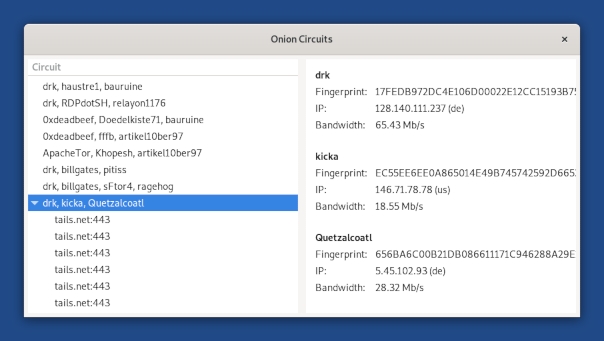 Onion Circuits
Circuit
drk, haustre1, bauruine
drk, RDPdotSH, relayon1176
0xdeadbeef, Doedelkiste71, bauruine
0xdeadbeef, fffb, artikel10ber97
ApacheTor, Khopesh, artikel10ber97
drk, billgates, pitiss
drk, billgates, sFtor4, ragehog
drk, kicka, Quetzalcoatl
tails.net:443
tails.net:443
tails.net:443
tails.net:443
tails.net:443
tails.net:443
drk
Fingerprint: 17FEDB972DC4E106D00022E12CC15193B75
IP: 128.140.111.237 (de)
Bandwidth: 65.43 Mb/s
kicka
Fingerprint: EC55EE6EE0A865014E49B745742592D665
IP: 146.71.78.78 (us)
Bandwidth: 18.55 Mb/s
Quetzalcoatl
Fingerprint: 656BA6C00B21DB086611171C946288A29E
IP: 5.45.102.93 (de)
Bandwidth: 28.32 Mb/s